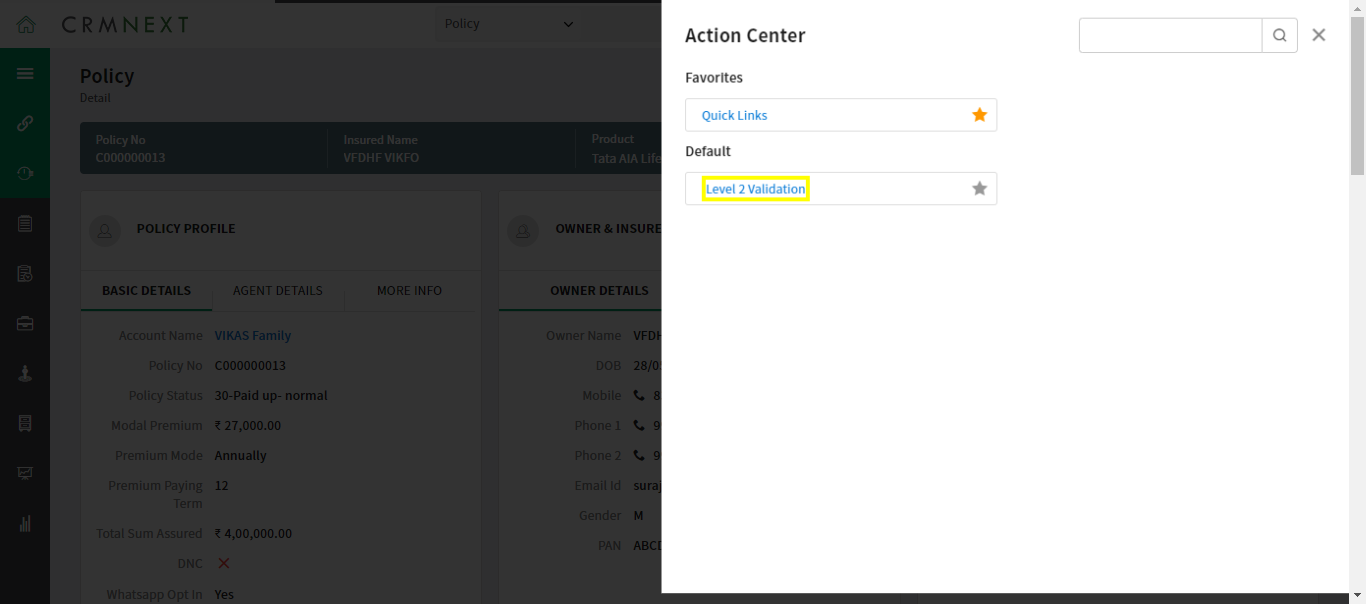 CRMNEXT
Policy
Policy
Detail
Policy No
C000000013
Insured Name
VFDHF VIKFO
Product
Tata AIA Life
POLICY PROFILE
BASIC DETAILS
AGENT DETAILS
MORE INFO
Account Name VIKAS Family
Policy No C000000013
Policy Status 30-Paid up- normal
Modal Premium ₹ 27,000.00
Premium Mode Annually
Premium Paying Term 12
Total Sum Assured ₹ 4,00,000.00
DNC
Whatsapp Opt In Yes
OWNER & INSURE
OWNER DETAILS
Owner Name VFDH
DOB 28/0
Mobile 8
Phone 1 9
Phone 2 9
Email Id suraj
Gender M
PAN ABCD
Action Center
Favorites
Quick Links
Default
Level 2 Validation